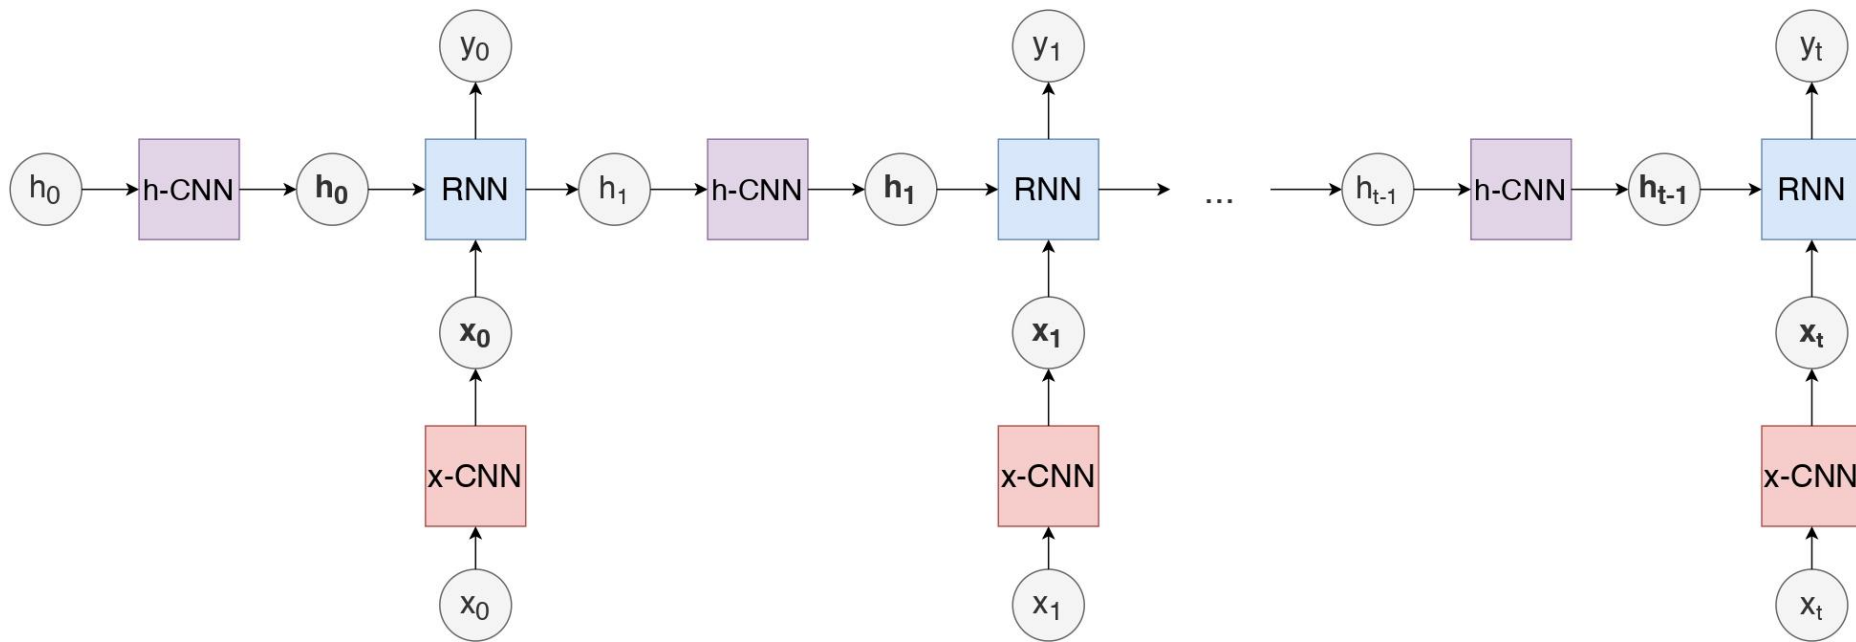 y0 y1 yt
h0 h-CNN h0 RNN h1 h-CNN h1 RNN ... ht-1 h-CNN ht-1 RNN
x0 x1 xt
x-CNN x-CNN x-CNN
x0 x1 xt